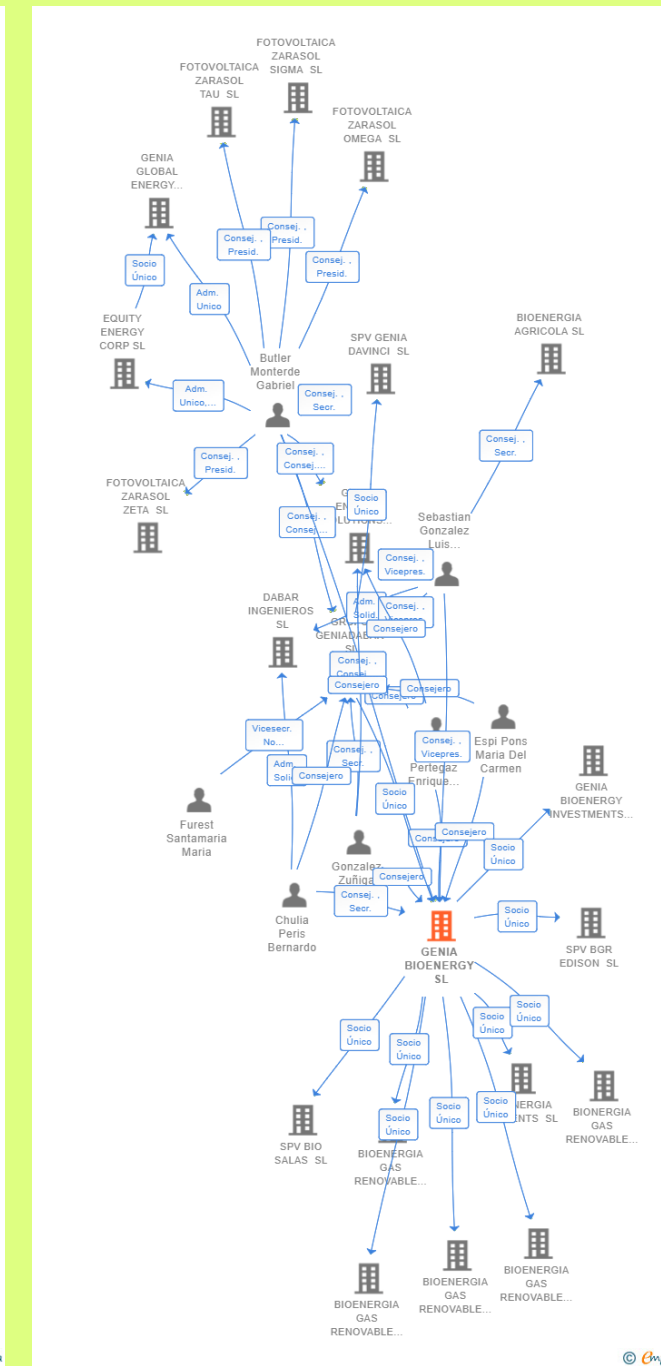 FOTOVOLTAICA
ZARASOL
SIGMA SL
FOTOVOLTAICA
ZARASOL
TAU SL
FOTOVOLTAICA
ZARASOL
OMEGA SL
GENIA
GLOBAL
ENERGY...
Consej. ,
Presid.
Consej. ,
Presid.
Consej. ,
Presid.
Socio
Único
Adm.
Unico
EQUITY
ENERGY
CORP SL
BIOENERGIA
AGRICOLA SL
SPV GENIA
DAVINCI SL
Butler
Monterde
Gabriel
Adm.
Unico,...
Consej. ,
Secr.
Consej. ,
Secr.
Consej. ,
Presid.
Consej. ,
Consej....
FOTOVOLTAICA
ZARASOL
ZETA SL
Socio
Único
Consej. ,
Consej....
Sebastian
Gonzalez
Luis...
Consej. ,
Vicepres.
DABAR
INGENIEROS
SL
Adm.
Solid.
Consej. ,
Consejero
GENIADABAR
SL
Consej. ,
Consej....
Consejero
Consejero
Consejero
Vicesecr.
No...
Consej. ,
Secr.
Consej. ,
Vicepres.
Espi Pons
Maria Del
Carmen
Adm.
Solid.
Consejero
Pertegaz
Enrique...
Socio
Único
GENIA
BIOENERGY
INVESTMENTS...
Furest
Santamaria
Maria
Consejero
Socio
Único
Gonzalez-
Zuñiga
Consejero
Consej. ,
Secr.
Chulia
Peris
Bernardo
Socio
Único
GENIA
BIOENERGY
SL
SPV BGR
EDISON SL
Socio
Único
Socio
Único
Socio
Único
Socio
Único
Socio
Único
Socio
Único
Socio
Único
SPV BIO
SALAS SL
BIOENERGIA
GAS
RENOVABLE...
BIONERGIA
GAS
RENOVABLE...
BIOENERGIA
GAS
RENOVABLE...
BIOENERGIA
GAS
RENOVABLE...
BIOENERGIA
GAS
RENOVABLE...
©